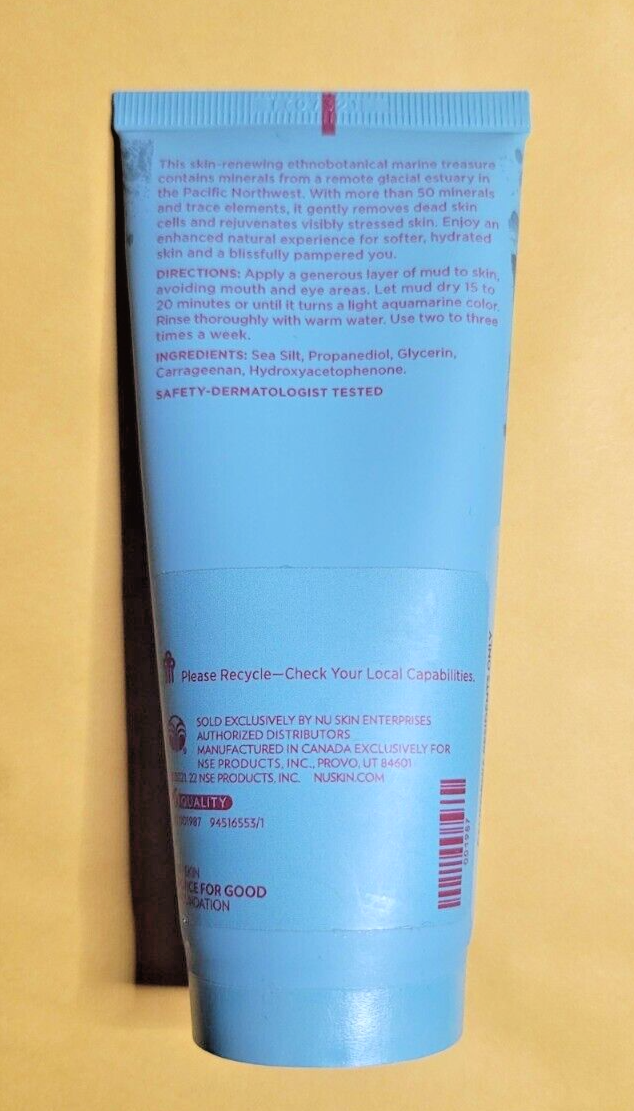 This skin-renewing ethnobotanical marine treasure
contains minerals from a remote glacial estuary in
the Pacific Northwest. With more than 50 minerals
and trace elements, it gently removes dead skin
cells and rejuvenates visibly stressed skin. Enjoy an
enhanced natural experience for softer, hydrated
skin and a blissfully pampered you.
DIRECTIONS: Apply a generous layer of mud to skin,
avoiding mouth and eye areas. Let mud dry 15 to
20 minutes or until it turns a light aquamarine color.
Rinse thoroughly with warm water. Use two to three
times a week.
INGREDIENTS: Sea Silt, Propanediol, Glycerin,
Carrageenan, Hydroxyacetophenone.
SAFETY-DERMATOLOGIST TESTED
Please Recycle—Check Your Local Capabilities.
SOLD EXCLUSIVELY BY NU SKIN ENTERPRISES
AUTHORIZED DISTRIBUTORS
MANUFACTURED IN CANADA EXCLUSIVELY FOR
NSE PRODUCTS, INC., PROVO, UT 84601
22 NSE PRODUCTS, INC. NUSKIN.COM
QUALITY
01987 94516553/1
SKIN
CE FOR GOOD
DATION
001987
ONLY